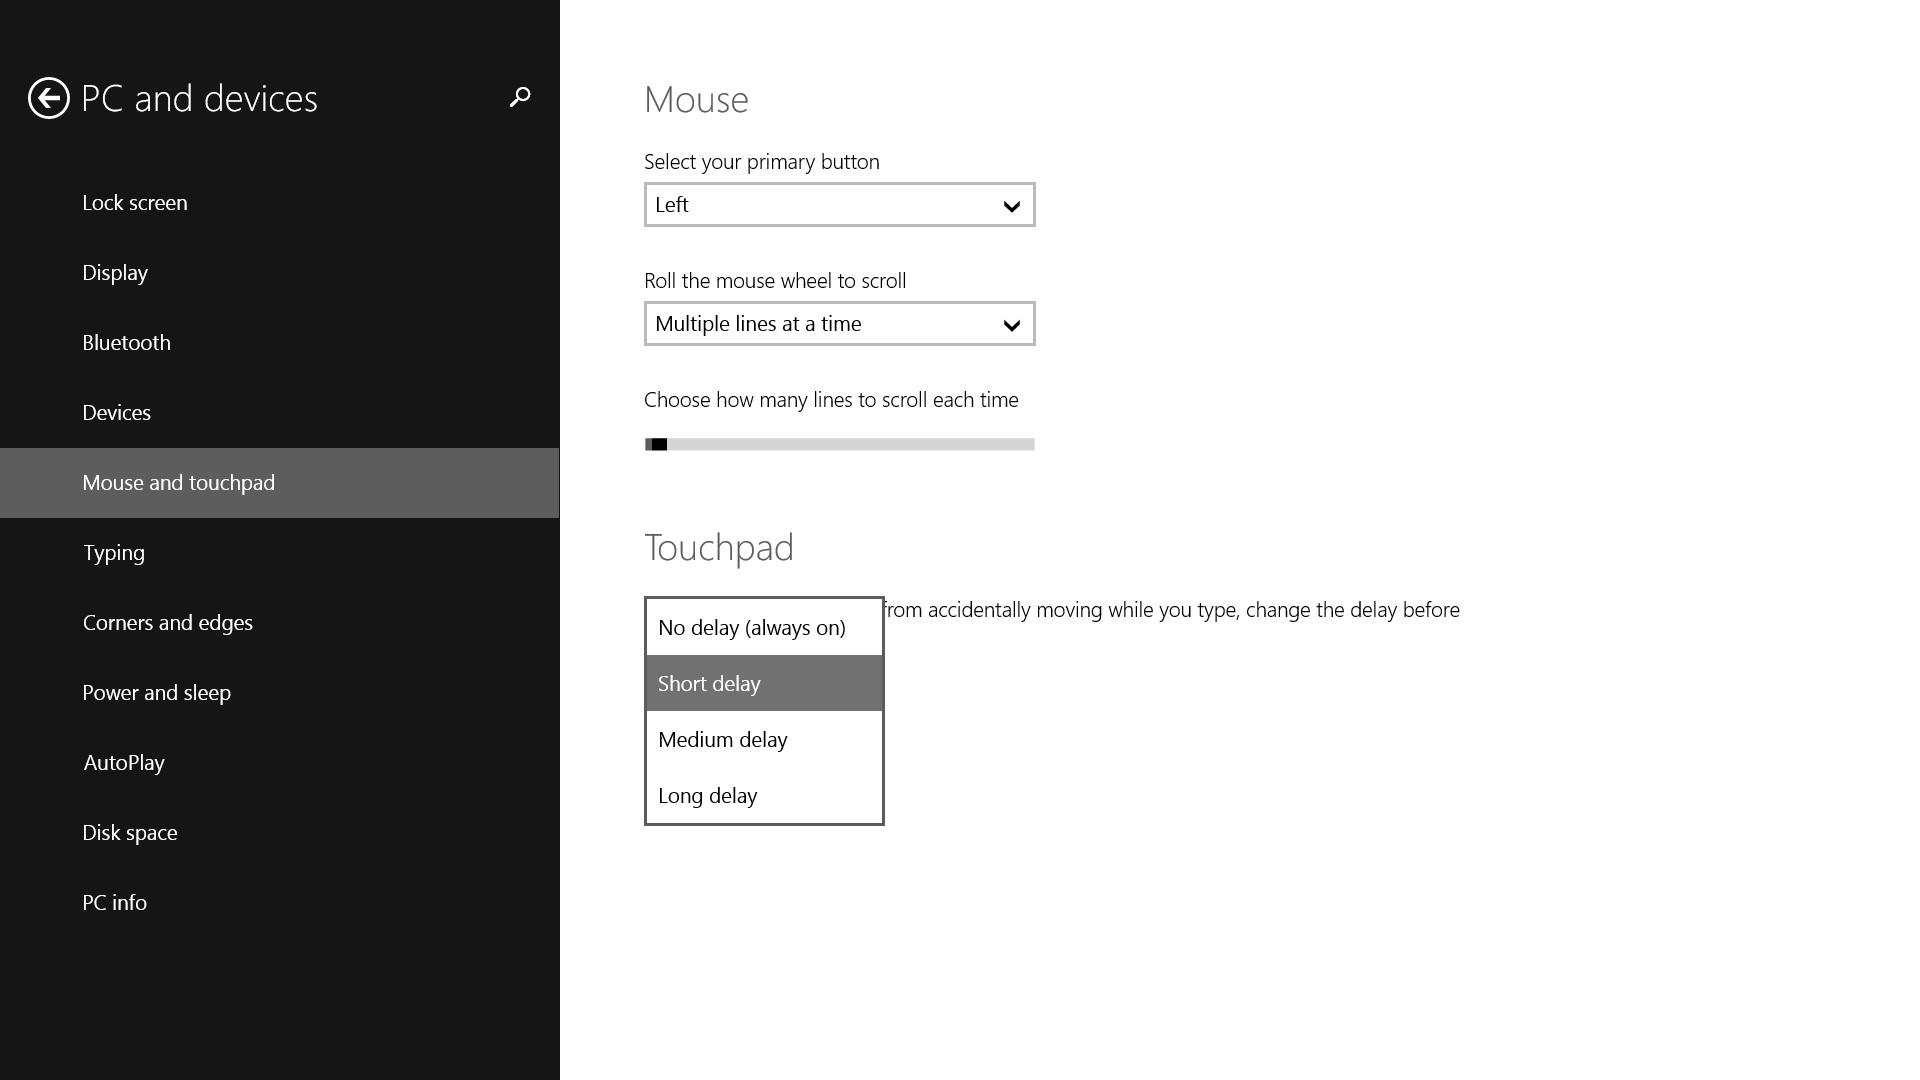 PC and devices
Lock screen
Display
Bluetooth
Devices
Mouse and touchpad
Typing
Corners and edges
Power and sleep
AutoPlay
Disk space
PC info
Mouse
Select your primary button
Left
Roll the mouse wheel to scroll
Multiple lines at a time
Choose how many lines to scroll each time
Touchpad
from accidentally moving while you type, change the delay before
No delay (always on)
Short delay
Medium delay
Long delay